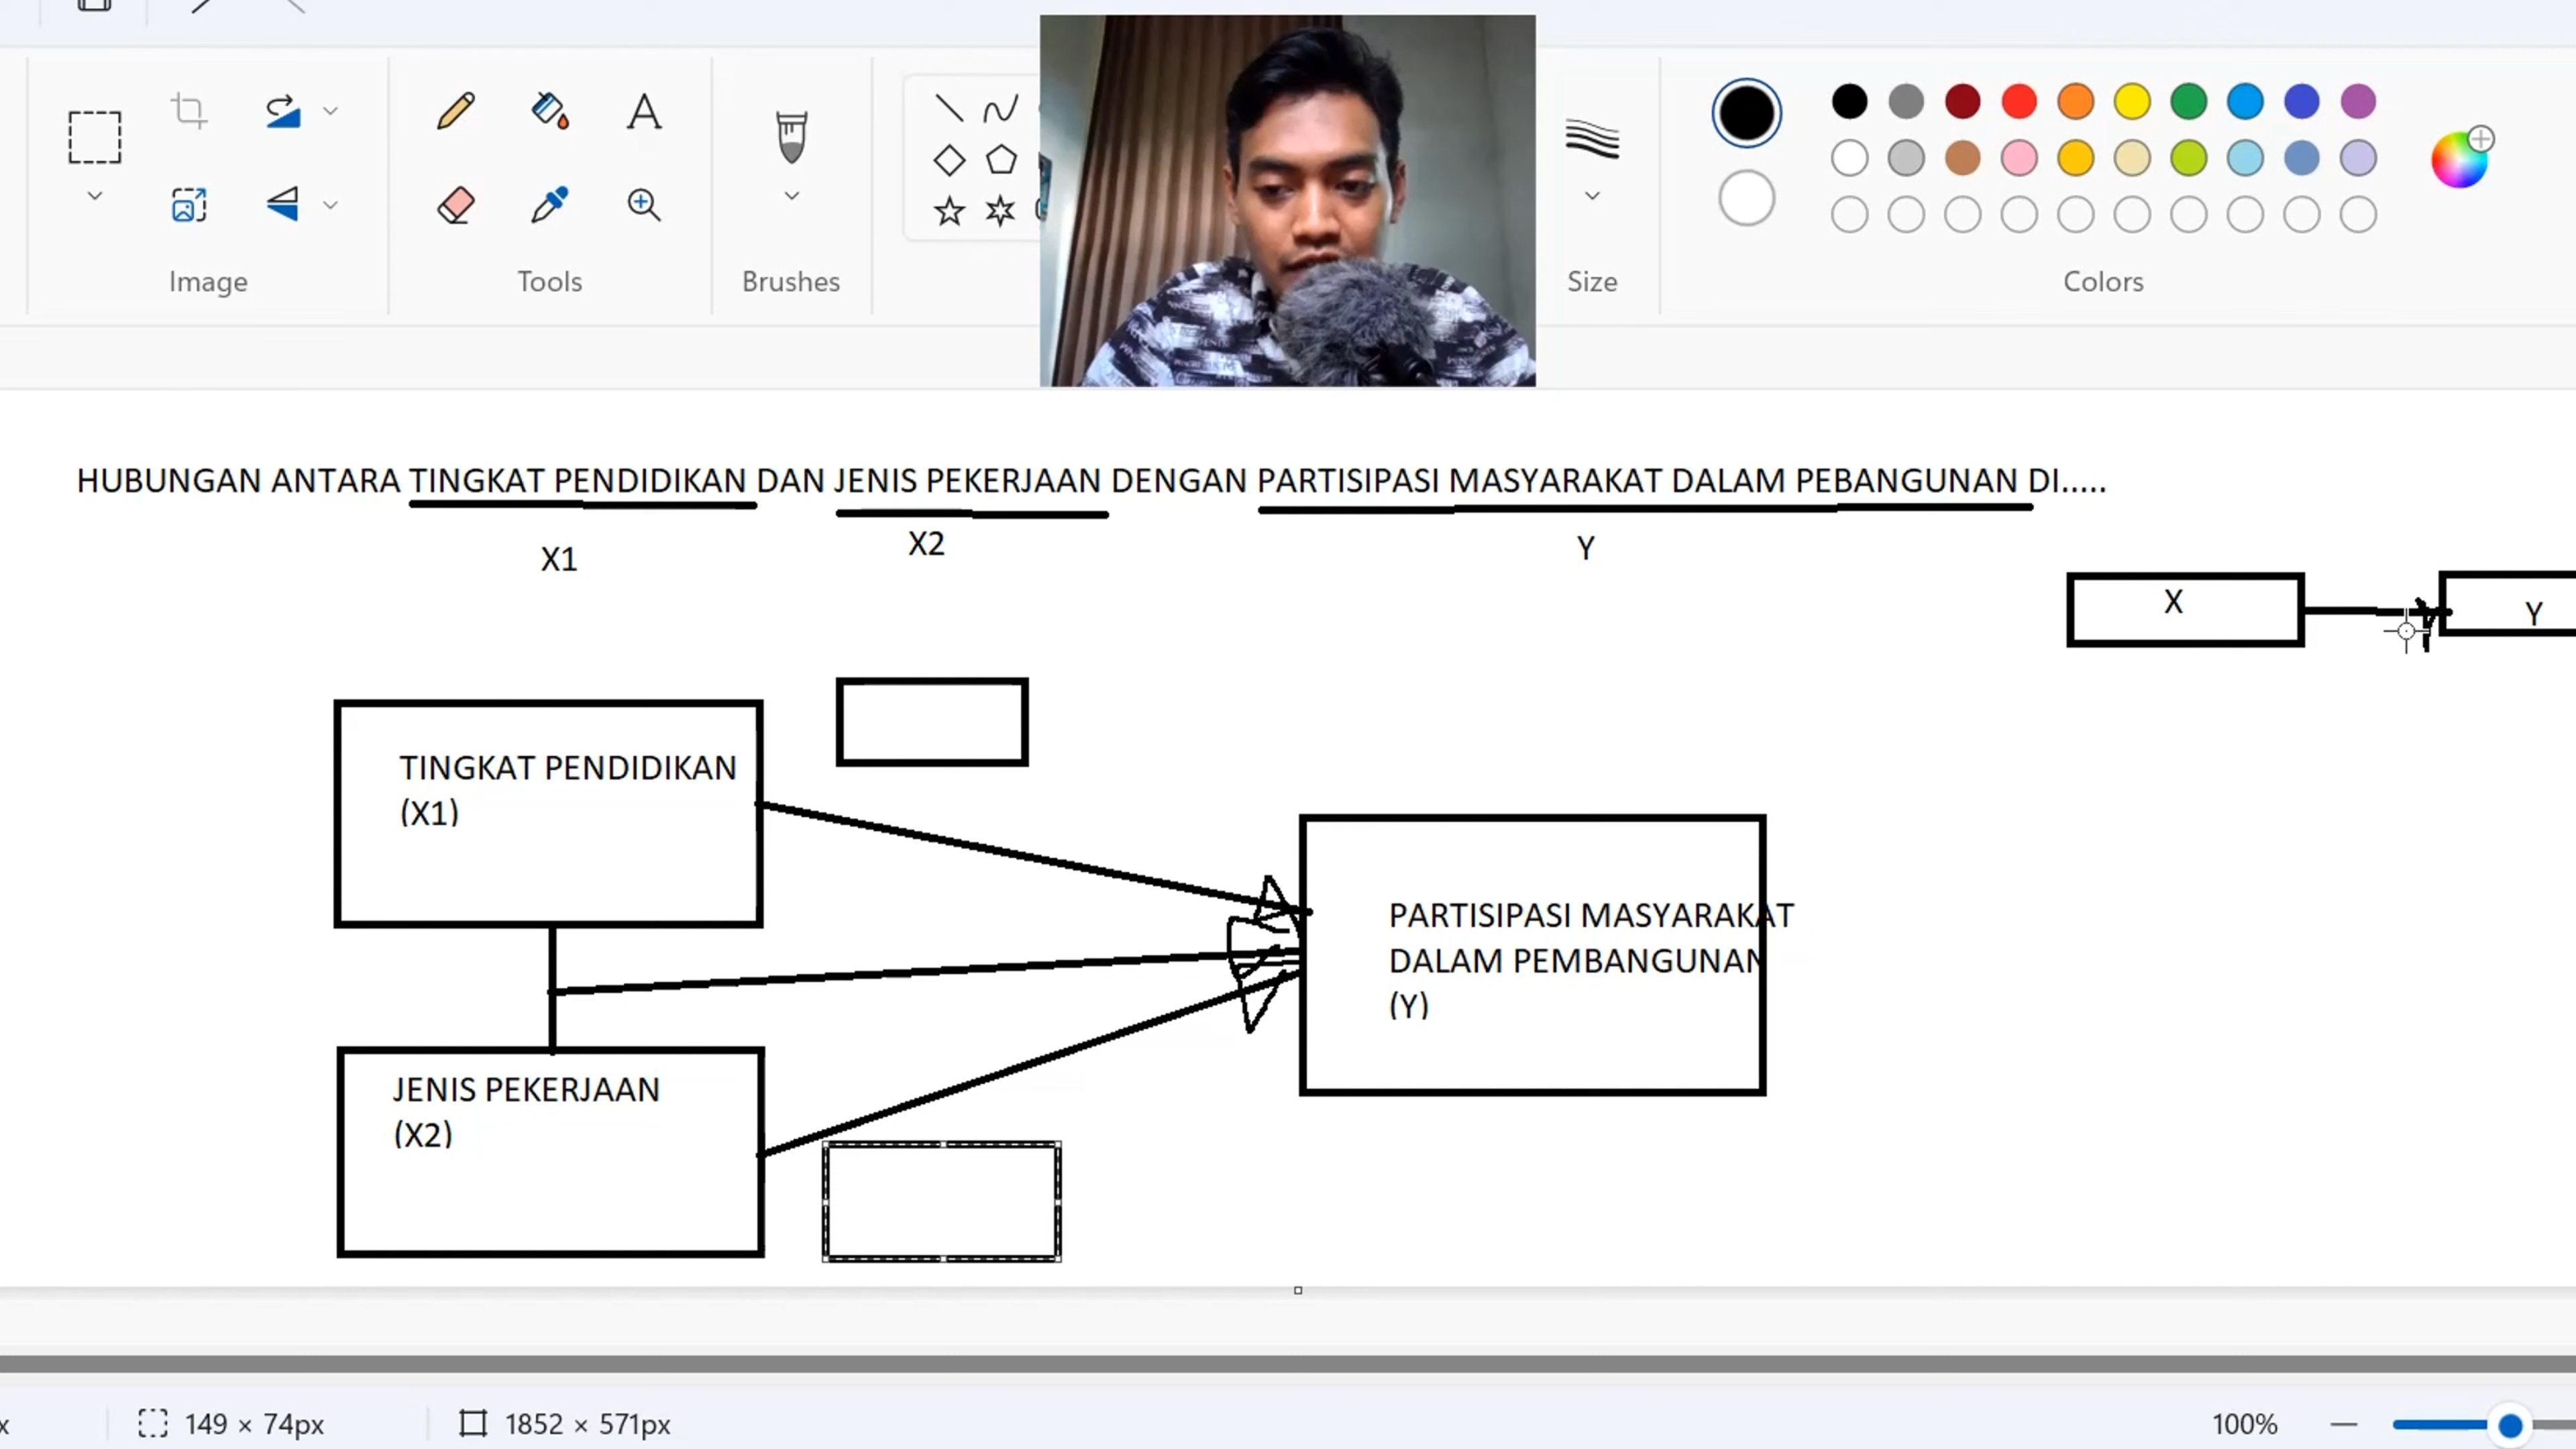 Image
Tools
Brushes
Size
Colors
HUBUNGAN ANTARA TINGKAT PENDIDIKAN DAN JENIS PEKERJAAN DENGAN PARTISIPASI MASYARAKAT DALAM PEBANGUNAN DI.....
X1
X2
Y
X
Y
TINGKAT PENDIDIKAN
(X1)
PARTISIPASI MASYARAKAT
DALAM PEMBANGUNAN
(Y)
JENIS PEKERJAAN
(X2)
149 × 74px
1852 × 571px
100%